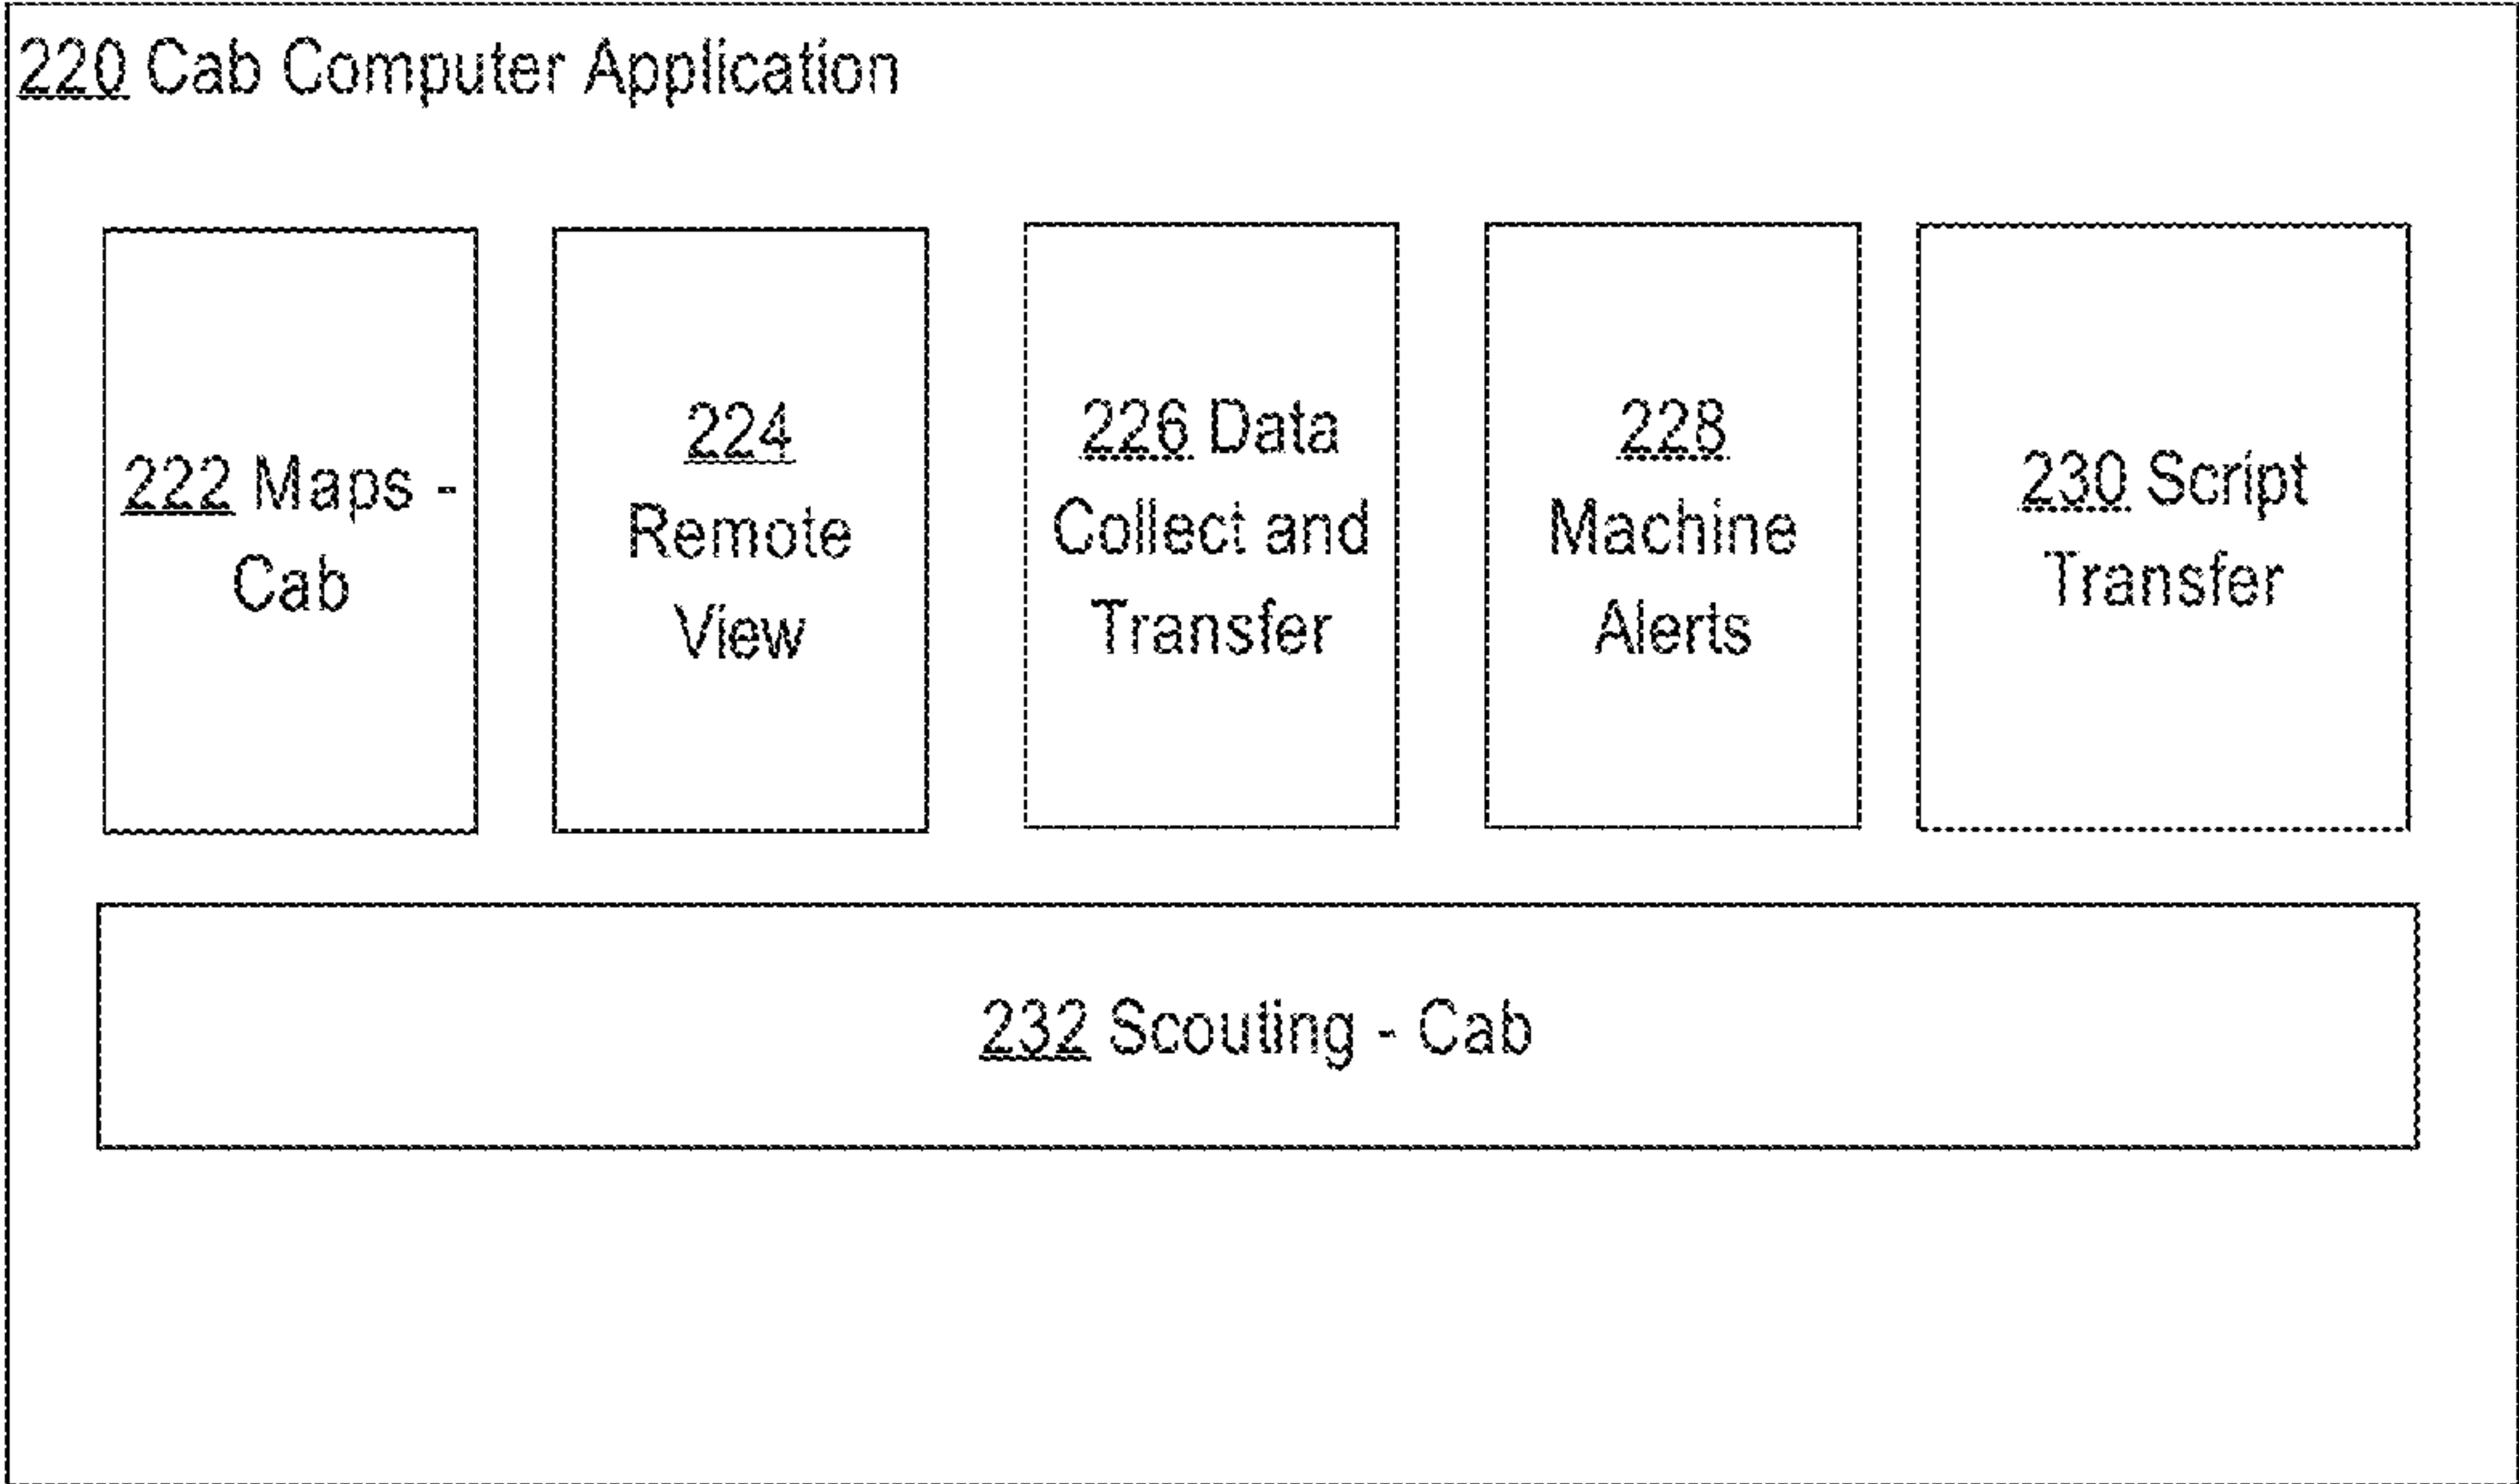 220 Cab Computer Application
222 Maps -
Cab
224
Remote
View
226 Data
Collect and
Transfer
228
Machine
Alerts
230 Script
Transfer
232 Scouting - Cab